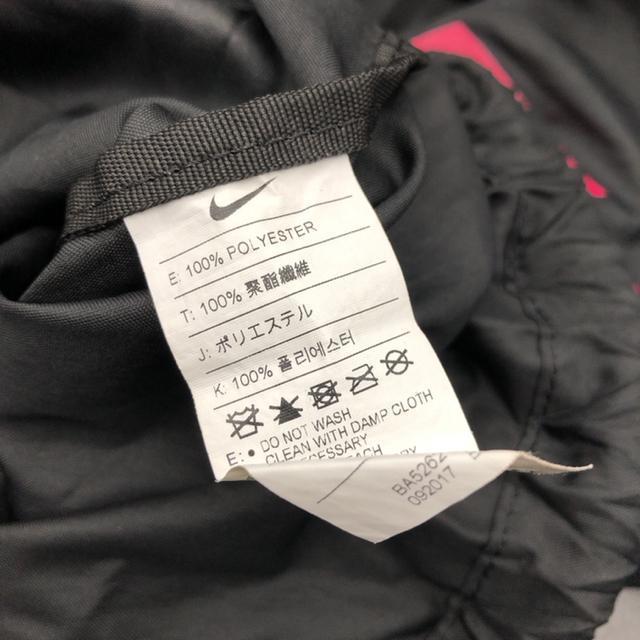 E: 100% POLYESTER
T: 100% 聚酯纖維
J: ポリエステル
K: 100% 폴리에스터
E: • DO NOT WASH
CLEAN WITH DAMP CLOTH
BA5262
092017